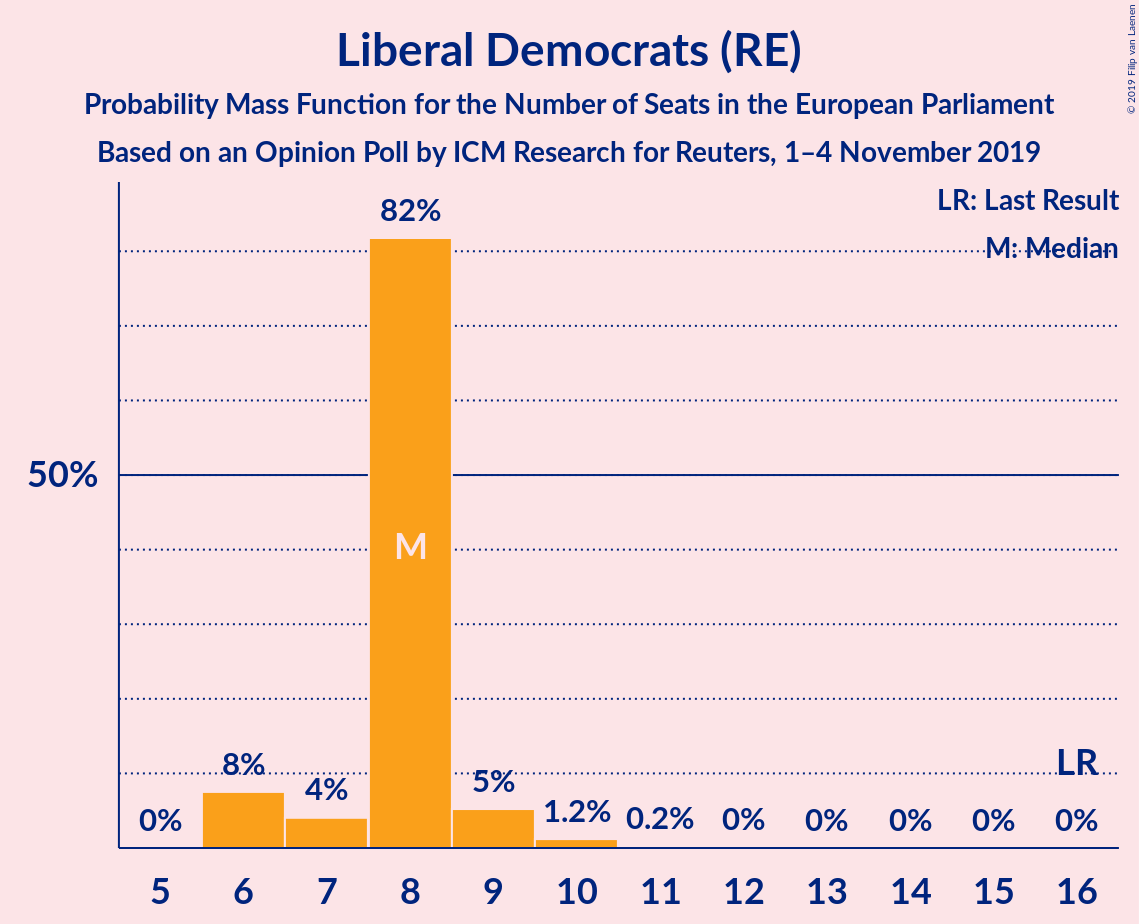 Liberal Democrats (RE)
Probability Mass Function for the Number of Seats in the European Parliament
Based on an Opinion Poll by ICM Research for Reuters, 1–4 November 2019
© 2019 Filip van Laenen
LR: Last Result
M: Median
82%
50%
M
8%
4%
5%
1.2%
0.2%
LR
0%
0%
0%
0%
0%
0%
5 6 7 8 9 10 11 12 13 14 15 16